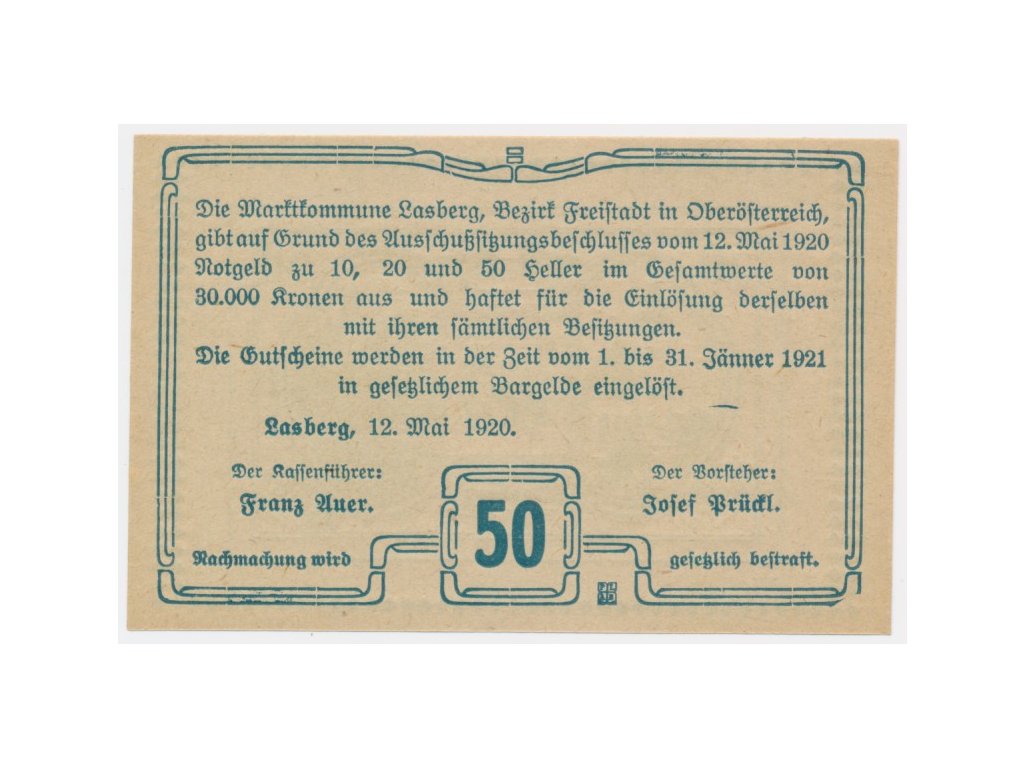 Die Marktkommune Lasberg, Bezirk Freistadt in Oberösterreich,
gibt auf Grund des Ausschußsitzungsbeschlusses vom 12. Mai 1920
Notgeld zu 10, 20 und 50 Heller im Gesamtwerte von
30.000 Kronen aus und haftet für die Einlösung derselben
mit ihren sämtlichen Besitzungen.
Die Gutscheine werden in der Zeit vom 1. bis 31. Jänner 1921
in gesetzlichem Bargelde eingelöst.
Lasberg, 12. Mai 1920.
Der Kassenführer:
Franz Auer.
Der Vorsteher:
Josef Prückl.
50
Nachmachung wird
gesetzlich bestraft.